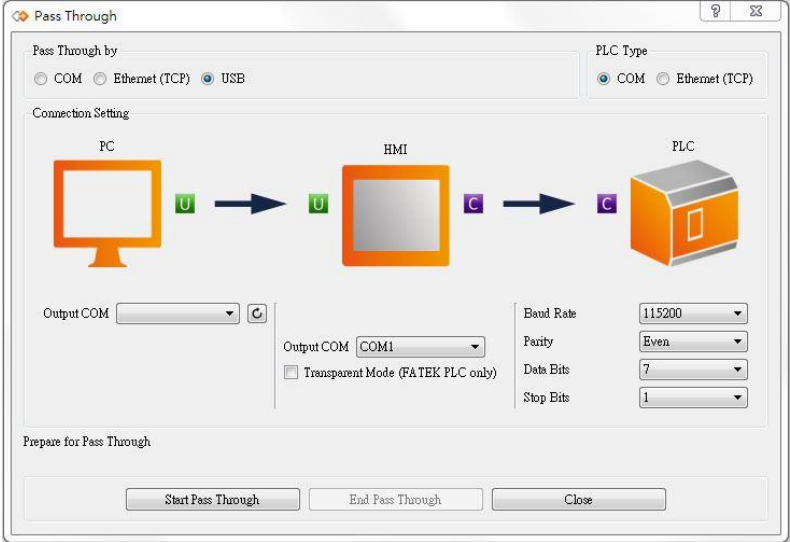 Pass Through
Pass Through by
COM Ethernet (TCP) USB
PLC Type
COM Ethernet (TCP)
Connection Setting
PC
HMI
PLC
U
U
C
C
Output COM
Output COM COM1
Transparent Mode (FATEK PLC only)
Baud Rate 115200
Parity Even
Data Bits 7
Stop Bits 1
Prepare for Pass Through
Start Pass Through End Pass Through Close